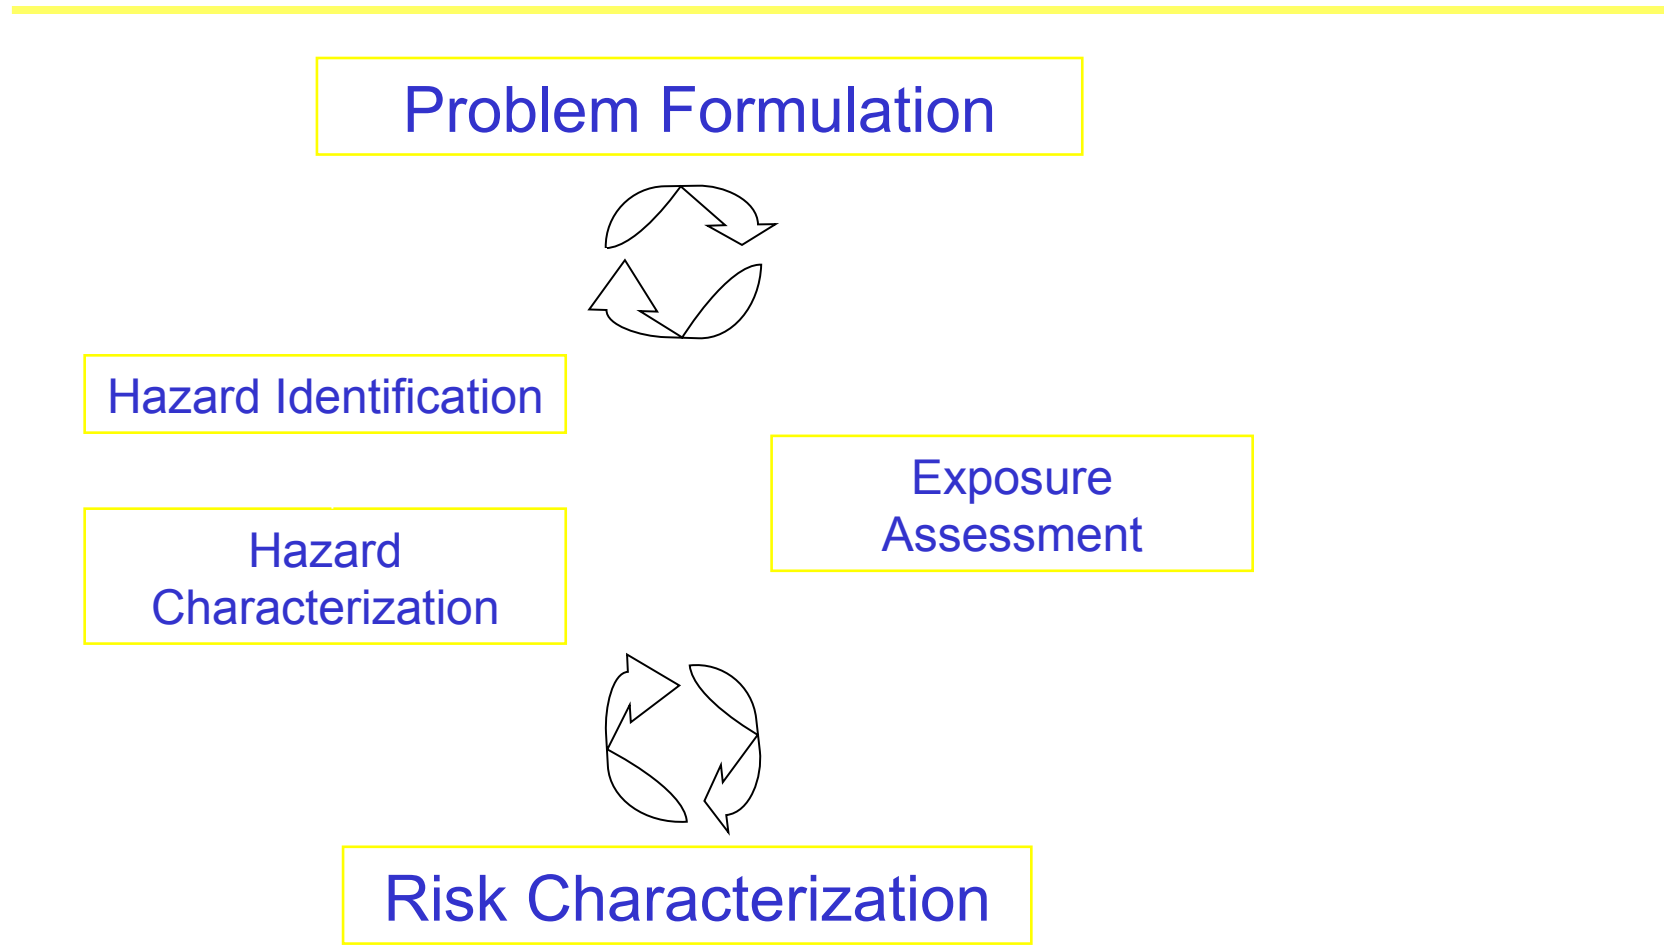 Problem Formulation
Hazard Identification
Hazard
Characterization
Exposure
Assessment
Risk Characterization